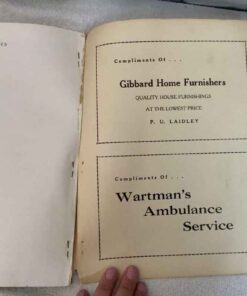 Compliments Of . . .
Gibbard Home Furnishers
QUALITY HOUSE FURNISHINGS
AT THE LOWEST PRICE
P. U. LAIDLEY
Compliments Of . . .
Wartman's
Ambulance
Service